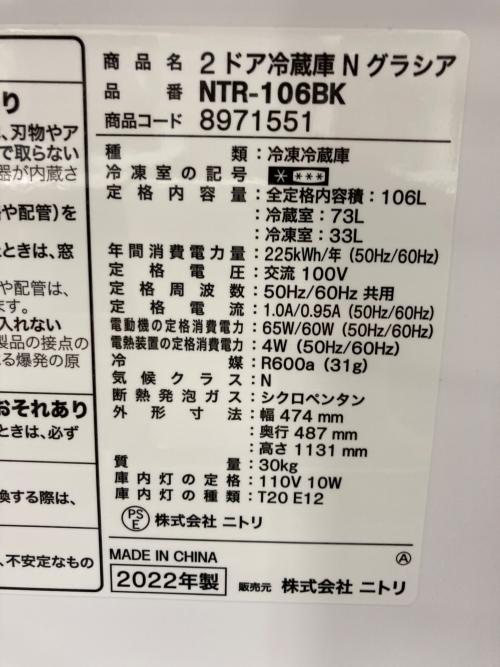 商品名 2ドア冷蔵庫Nグラシア
品番 NTR-106BK
商品コード 8971551
種類:冷凍冷蔵庫
冷凍室の記号 * ***
定格内容量:全定格内容積:106L
:冷蔵室:73L
:冷凍室:33L
年間消費電力量:225kWh/年 (50Hz/60Hz)
定格電圧:交流 100V
定格周波数:50Hz/60Hz 共用
定格電流:1.0A/0.95A (50Hz/60Hz)
電動機の定格消費電力:65W/60W (50Hz/60Hz)
電熱装置の定格消費電力:4W (50Hz/60Hz)
冷媒:R600a (31g)
気候クラス:N
断熱発泡ガス:シクロペンタン
外形寸法:幅 474 mm
:奥行 487 mm
:高さ 1131 mm
質量:30kg
庫内灯の定格:110V 10W
庫内灯の種類:T20 E12
PSE 株式会社 ニトリ
MADE IN CHINA Ⓐ
2022年製 販売元 株式会社 ニトリ
り
、刃物やア
で取らない
器が内蔵さ
や配管)を
ときは、窓
や配管は、
ます。
入れない
製品の接点の
る爆発の原
おそれあり
ときは、必ず
換する際は、
、不安定なもの